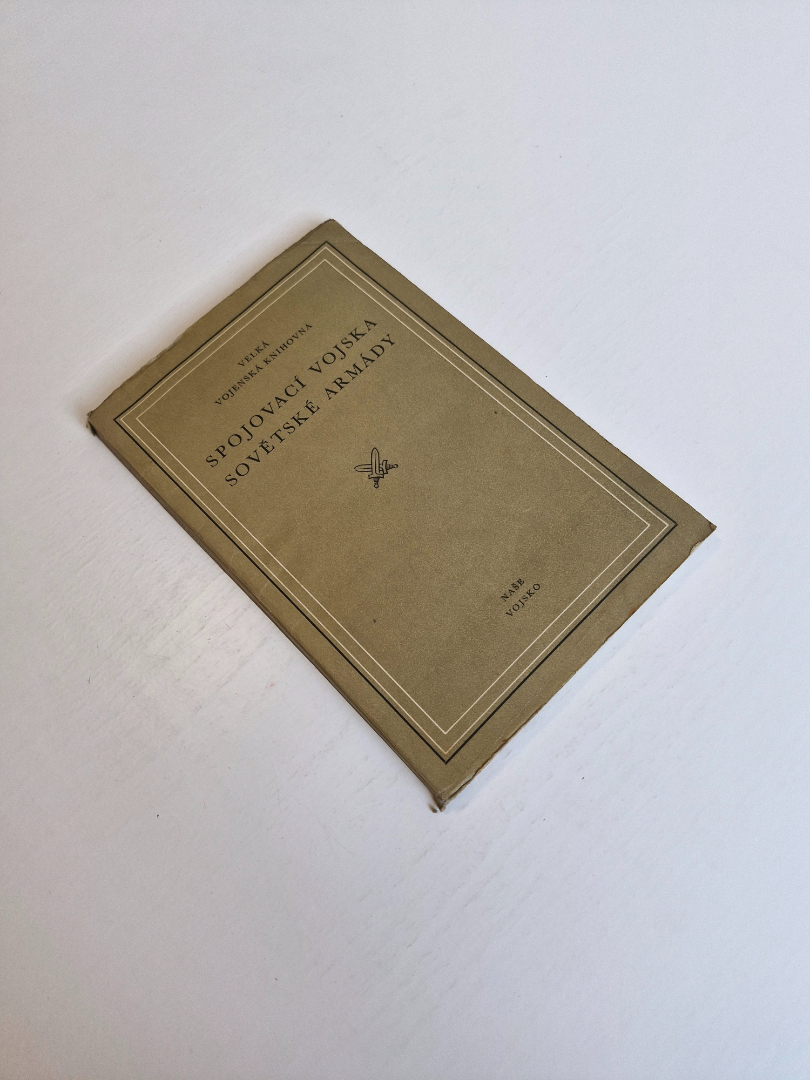 VELKÁ
VOJENSKÁ KNIHOVNA
SPOJOVACÍ VOJSKA
SOVĚTSKÉ ARMÁDY
NAŠE
VOJSKO